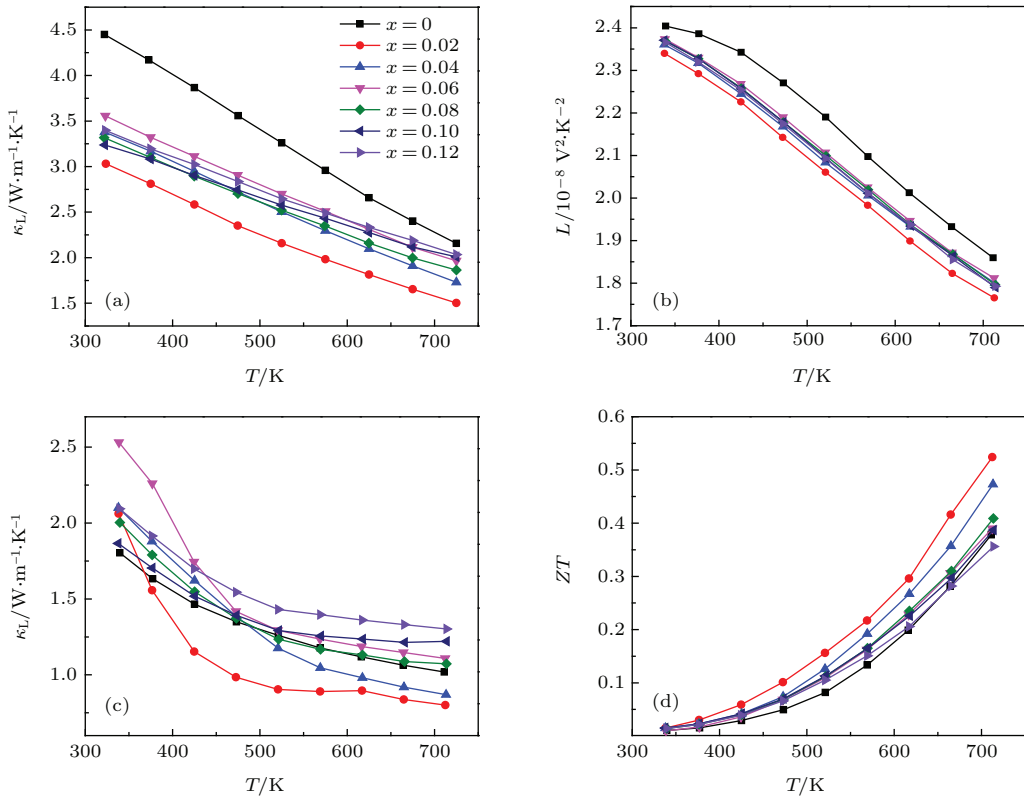 4.5
4.0
3.5
3.0
2.5
2.0
1.5
κL/W·m−1·K−1
x = 0
x = 0.02
x = 0.04
x = 0.06
x = 0.08
x = 0.10
x = 0.12
(a)
300 400 500 600 700
T/K
2.4
2.3
2.2
2.1
2.0
1.9
1.8
1.7
L/10−8 V2·K−2
(b)
300 400 500 600 700
T/K
2.5
2.0
1.5
1.0
κL/W·m−1·K−1
(c)
300 400 500 600 700
T/K
0.6
0.5
0.4
0.3
0.2
0.1
ZT
(d)
300 400 500 600 700
T/K